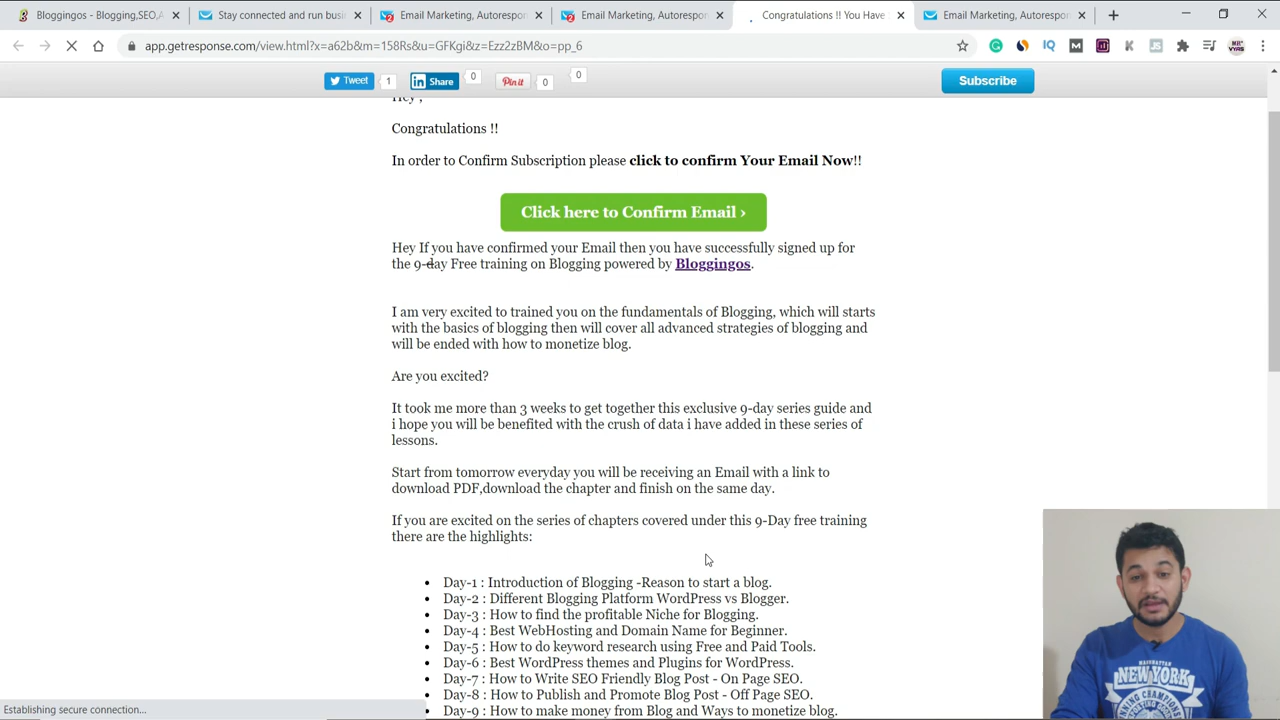 Bloggingos - Blogging,SEO,A
Stay connected and run busin
Email Marketing, Autorespon
Email Marketing, Autorespon
Congratulations !! You Have
Email Marketing, Autorespon
app.getresponse.com/view.html?x=a62b&m=158Rs&u=GFKgi&z=Ezz2zBM&o=pp_6
Tweet 1 Share 0 Pin it 0 0 Subscribe
Hey ,
Congratulations !!
In order to Confirm Subscription please click to confirm Your Email Now!!
Click here to Confirm Email ›
Hey If you have confirmed your Email then you have successfully signed up for
the 9-day Free training on Blogging powered by Bloggingos.
I am very excited to trained you on the fundamentals of Blogging, which will starts
with the basics of blogging then will cover all advanced strategies of blogging and
will be ended with how to monetize blog.
Are you excited?
It took me more than 3 weeks to get together this exclusive 9-day series guide and
i hope you will be benefited with the crush of data i have added in these series of
lessons.
Start from tomorrow everyday you will be receiving an Email with a link to
download PDF,download the chapter and finish on the same day.
If you are excited on the series of chapters covered under this 9-Day free training
there are the highlights:
• Day-1 : Introduction of Blogging -Reason to start a blog.
• Day-2 : Different Blogging Platform WordPress vs Blogger.
• Day-3 : How to find the profitable Niche for Blogging.
• Day-4 : Best WebHosting and Domain Name for Beginner.
• Day-5 : How to do keyword research using Free and Paid Tools.
• Day-6 : Best WordPress themes and Plugins for WordPress.
• Day-7 : How to Write SEO Friendly Blog Post - On Page SEO.
• Day-8 : How to Publish and Promote Blog Post - Off Page SEO.
• Day-9 : How to make money from Blog and Ways to monetize blog.
Establishing secure connection...
MANHATTAN
NEW YORK